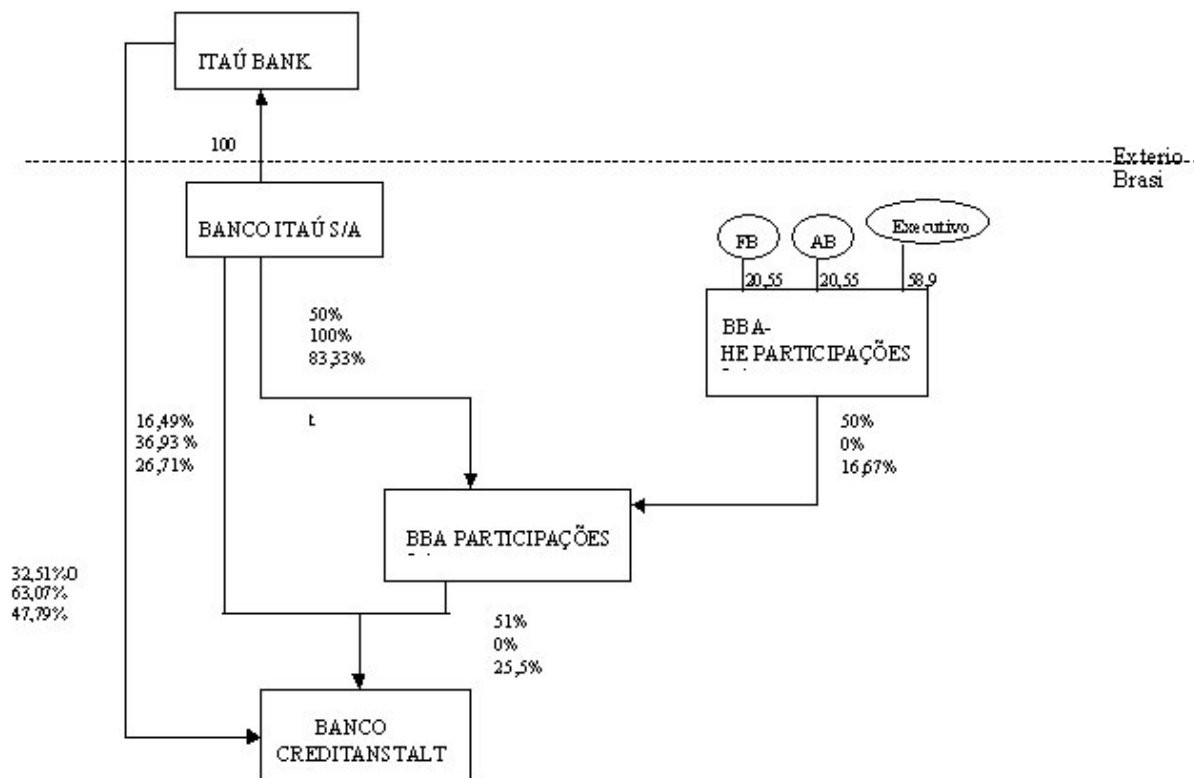 ITAÚ BANK
100
Exterio
Brasi
BANCO ITAÚ S/A
FB
AB
Executivo
20,55
20,55
58,9
50%
100%
83,33%
BBA-
HE PARTICIPAÇÕES
t.
16,49%
36,93 %
26,71%
50%
0%
16,67%
BBA PARTICIPAÇÕES
32,51%O
63,07%
47,79%
51%
0%
25,5%
BANCO
CREDITANSTALT